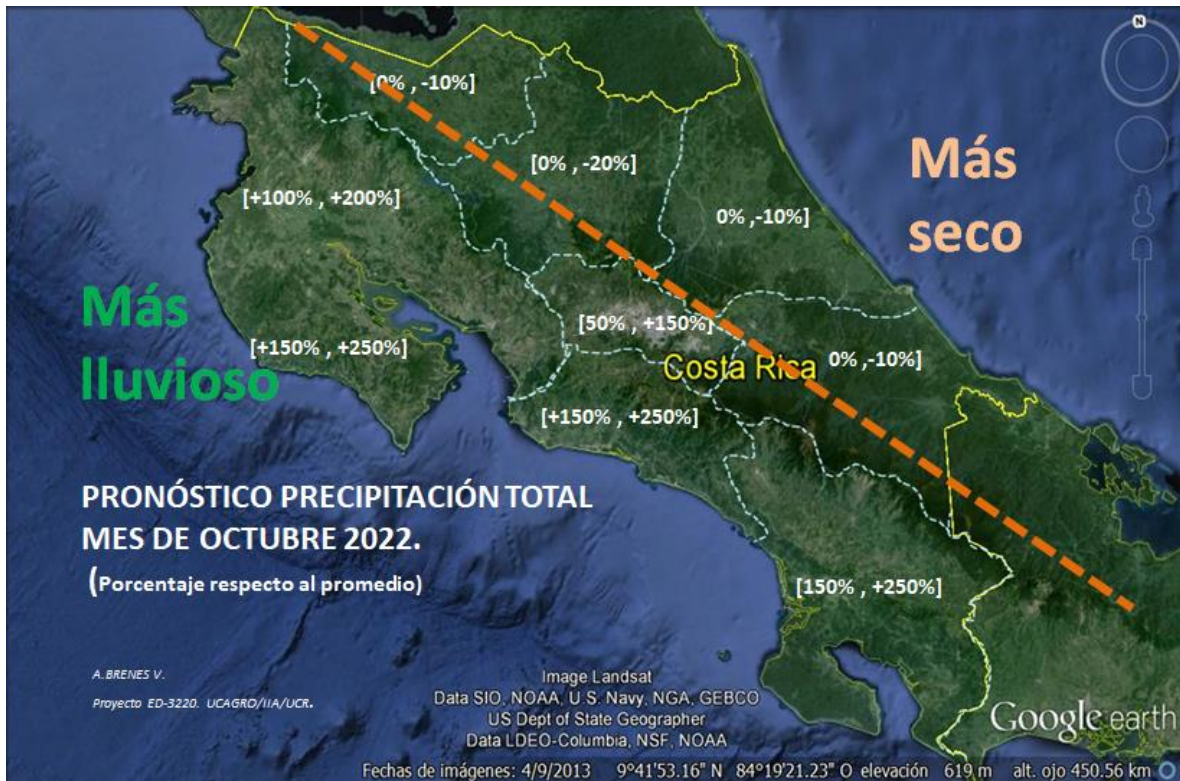 N
[0% , -10%]
[0% , -20%]
Más
seco
[+100% , +200%]
0% ,-10%]
Más
lluvioso
[50% , +150%]
[+150% , +250%]
Costa Rica
0% ,-10%]
[+150% , +250%]
PRONÓSTICO PRECIPITACIÓN TOTAL
MES DE OCTUBRE 2022.
(Porcentaje respecto al promedio)
[150% , +250%]
A.BRENES V.
Proyecto ED-3220. UCAGRO/IIA/UCR.
Image Landsat
Data SIO, NOAA, U.S. Navy, NGA, GEBCO
US Dept of State Geographer
Data LDEO-Columbia, NSF, NOAA
Google earth
Fechas de imágenes: 4/9/2013 9°41'53.16" N 84°19'21.23" O elevación 619 m alt. ojo 450.56 km